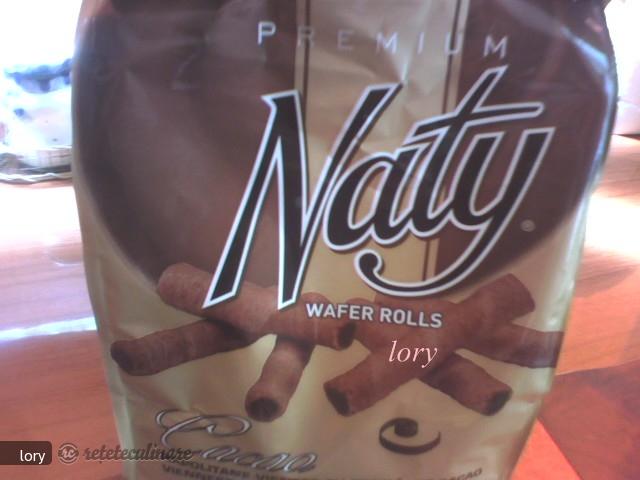 PREMIUM
Naty
WAFER ROLLS
lory
Cacao
lory reteteculinare